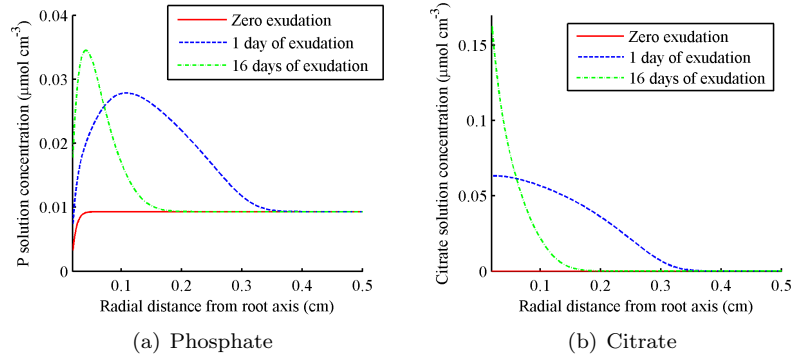 0.04
0.03
0.02
0.01
0
P solution concentration (μmol cm⁻³)
Zero exudation
1 day of exudation
16 days of exudation
0.1 0.2 0.3 0.4 0.5
Radial distance from root axis (cm)
(a) Phosphate
0.15
0.1
0.05
0
Citrate solution concentration (μmol cm⁻³)
Zero exudation
1 day of exudation
16 days of exudation
0.1 0.2 0.3 0.4 0.5
Radial distance from root axis (cm)
(b) Citrate